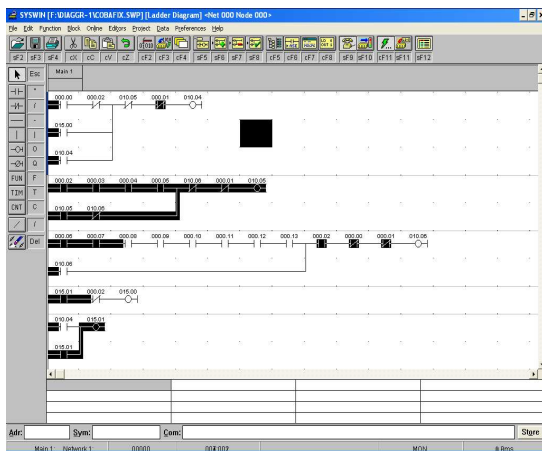 SYSWIN [F:\DIAGGR~1\COBAFIX.SWP] [Ladder Diagram] <Net 000 Node 000>
File Edit Function Block Online Editors Project Data Preferences Help
sF2 sF3 sF4 cX cC cV cZ cF2 cF3 cF4 sF5 sF6 sF7 sF8 cF5 cF6 cF7 cF8 sF9 sF10 cF11 sF11 sF12
Esc
Main 1
"
/
-
|
O
Q
FUN F
TIM T
CNT C
/
Del
000.00 000.02 010.05 000.01 010.04
015.00
010.04
000.02 000.03 000.04 000.05 010.06 000.01 010.05
010.05 010.06
000.06 000.07 000.08 000.09 000.10 000.11 000.12 000.13 000.02 000.00 000.01
010.06
015.01 000.02 015.00
010.04 015.01
015.01
Adr: Sym: Com: Store
Main 1: Network 1: 00000 MON